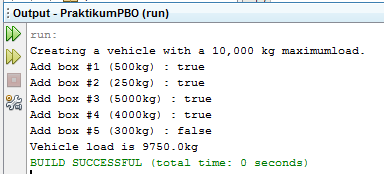 Output - PraktikumPBO (run)
run:
Creating a vehicle with a 10,000 kg maximumload.
Add box #1 (500kg) : true
Add box #2 (250kg) : true
Add box #3 (5000kg) : true
Add box #4 (4000kg) : true
Add box #5 (300kg) : false
Vehicle load is 9750.0kg
BUILD SUCCESSFUL (total time: 0 seconds)